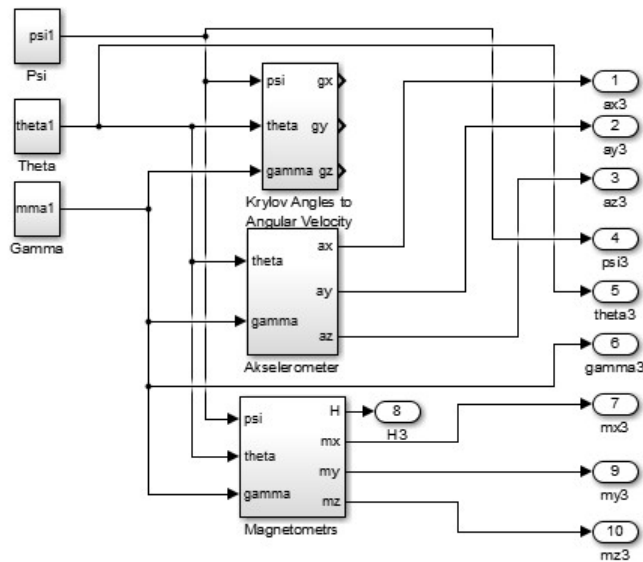 psi1
Psi
theta1
Theta
mma1
Gamma
psi gx
theta gy
gamma gz
Krylov Angles to
Angular Velocity
theta
gamma
ax
ay
az
Akselerometer
psi
theta
gamma
H
mx
my
mz
Magnetometrs
8
H3
1
ax3
2
ay3
3
az3
4
psi3
5
theta3
6
gamma3
7
mx3
9
my3
10
mz3